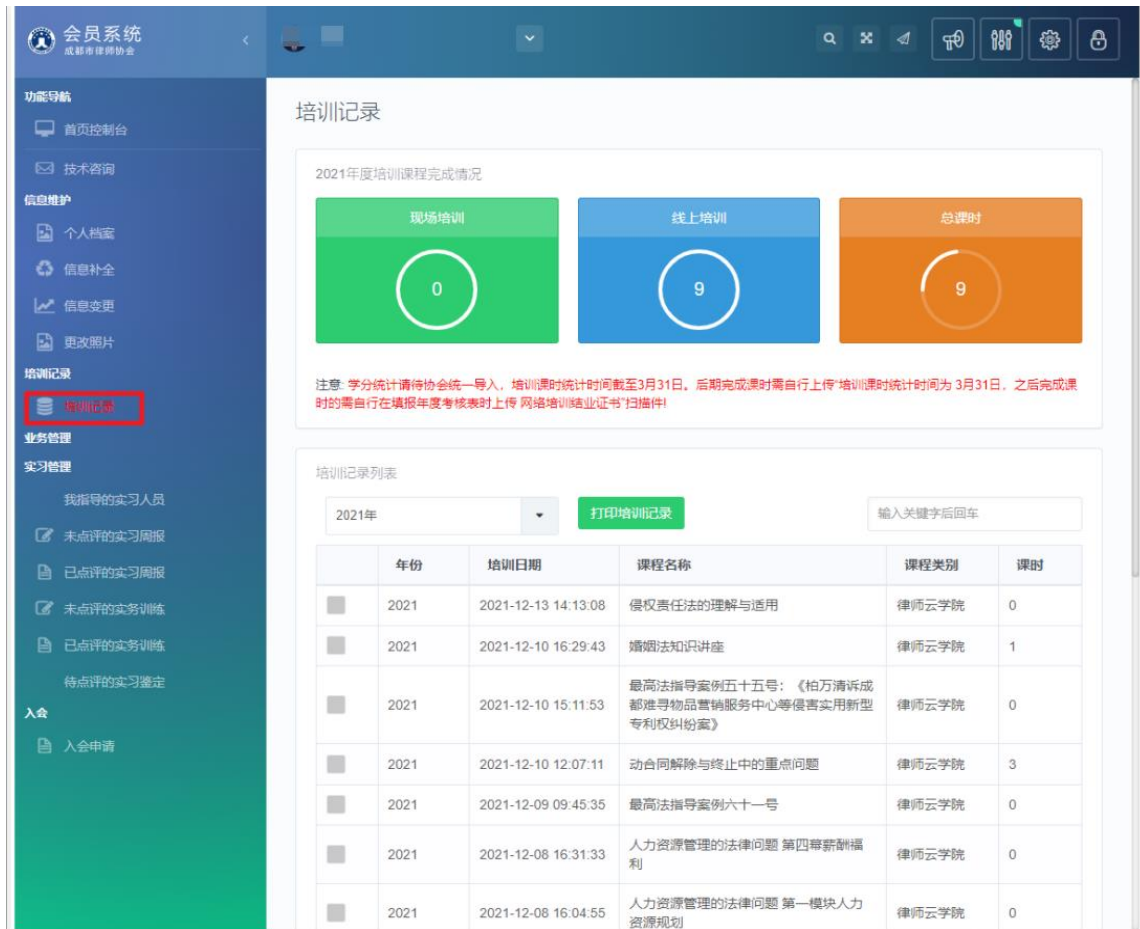 会员系统
成都市律师协会
功能导航
首页控制台
技术咨询
信息维护
个人档案
信息补全
信息变更
更改照片
培训记录
培训记录
业务管理
实习管理
我指导的实习人员
未点评的实习周报
已点评的实习周报
未点评的实务训练
已点评的实务训练
待点评的实习鉴定
入会
入会申请
培训记录
2021年度培训课程完成情况
现场培训 线上培训 总课时
0 9 9
注意: 学分统计请待协会统一导入，培训课时统计时间截至3月31日。后期完成课时需自行上传“培训课时统计时间为 3月31日，之后完成课
时的需自行在填报年度考核表时上传 网络培训结业证书”扫描件!
培训记录列表
2021年 打印培训记录 输入关键字后回车
年份 培训日期 课程名称 课程类别 课时
2021 2021-12-13 14:13:08 侵权责任法的理解与适用 律师云学院 0
2021 2021-12-10 16:29:43 婚姻法知识讲座 律师云学院 1
最高法指导案例五十五号：《柏万清诉成
2021 2021-12-10 15:11:53 都难寻物品营销服务中心等侵害实用新型 律师云学院 0
专利权纠纷案》
2021 2021-12-10 12:07:11 动合同解除与终止中的重点问题 律师云学院 3
2021 2021-12-09 09:45:35 最高法指导案例六十一号 律师云学院 0
人力资源管理的法律问题 第四幕薪酬福
2021 2021-12-08 16:31:33 利 律师云学院 0
人力资源管理的法律问题 第一模块人力
2021 2021-12-08 16:04:55 资源规划 律师云学院 0